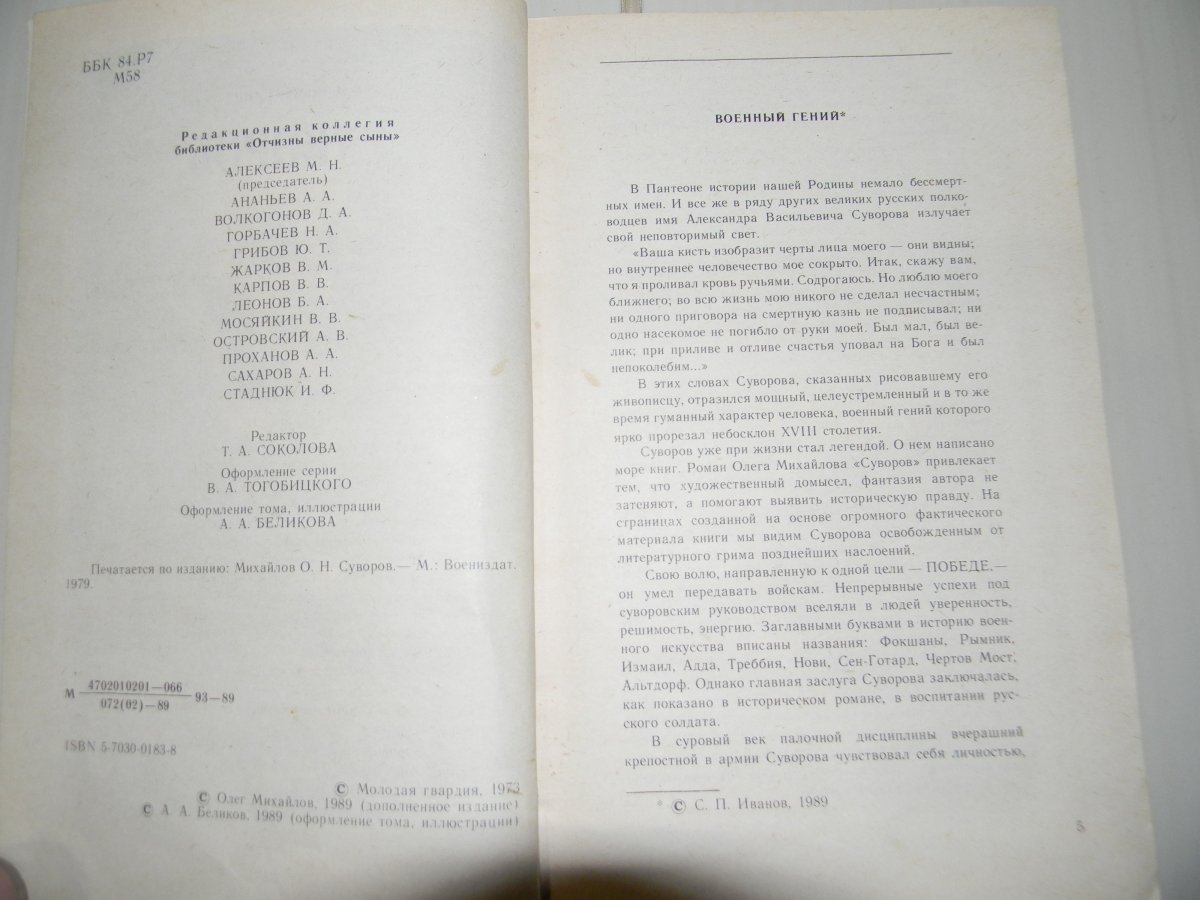 ББК 84.Р7
М58
Редакционная коллегия
библиотеки «Отчизны верные сыны»
АЛЕКСЕЕВ М. Н.
(председатель)
АНАНЬЕВ А. А.
ВОЛКОГОНОВ Д. А.
ГОРБАЧЕВ Н. А.
ГРИБОВ Ю. Т.
ЖАРКОВ В. М.
КАРПОВ В. В.
ЛЕОНОВ Б. А.
МОСЯЙКИН В. В.
ОСТРОВСКИЙ А. В.
ПРОХАНОВ А. А.
САХАРОВ А. Н.
СТАДНЮК И. Ф.
Редактор
Т. А. СОКОЛОВА
Оформление серии
В. А. ТОГОБИЦКОГО
Оформление тома, иллюстрации
А. А. БЕЛИКОВА
Печатается по изданию: Михайлов О. Н. Суворов.— М.: Воениздат,
1979.
М 4702010201—066
072(02)—89
93—89
ISBN 5-7030-0183-8
© Молодая гвардия, 1973
© Олег Михайлов, 1989 (дополненное издание)
© А. А. Беликов, 1989 (оформление тома, иллюстрации)
ВОЕННЫЙ ГЕНИЙ*
В Пантеоне истории нашей Родины немало бессмерт-
ных имен. И все же в ряду других великих русских полко-
водцев имя Александра Васильевича Суворова излучает
свой неповторимый свет.
«Ваша кисть изобразит черты лица моего — они видны;
но внутреннее человечество мое сокрыто. Итак, скажу вам,
что я проливал кровь ручьями. Содрогаюсь. Но люблю моего
ближнего; во всю жизнь мою никого не сделал несчастным;
ни одного приговора на смертную казнь не подписывал; ни
одно насекомое не погибло от руки моей. Был мал, был ве-
лик; при приливе и отливе счастья уповал на Бога и был
непоколебим...»
В этих словах Суворова, сказанных рисовавшему его
живописцу, отразился мощный, целеустремленный и в то же
время гуманный характер человека, военный гений которого
ярко прорезал небосклон XVIII столетия.
Суворов уже при жизни стал легендой. О нем написано
море книг. Роман Олега Михайлова «Суворов» привлекает
тем, что художественный домысел, фантазия автора не
затеняют, а помогают выявить историческую правду. На
страницах созданной на основе огромного фактического
материала книги мы видим Суворова освобожденным от
литературного грима позднейших наслоений.
Свою волю, направленную к одной цели — ПОБЕДЕ,—
он умел передавать войскам. Непрерывные успехи под
суворовским руководством вселяли в людей уверенность,
решимость, энергию. Заглавными буквами в историю воен-
ного искусства вписаны названия: Фокшаны, Рымник,
Измаил, Адда, Треббия, Нови, Сен-Готард, Чертов Мост,
Альтдорф. Однако главная заслуга Суворова заключалась,
как показано в историческом романе, в воспитании рус-
ского солдата.
В суровый век палочной дисциплины вчерашний
крепостной в армии Суворова чувствовал себя личностью,
* © С. П. Иванов, 1989
5